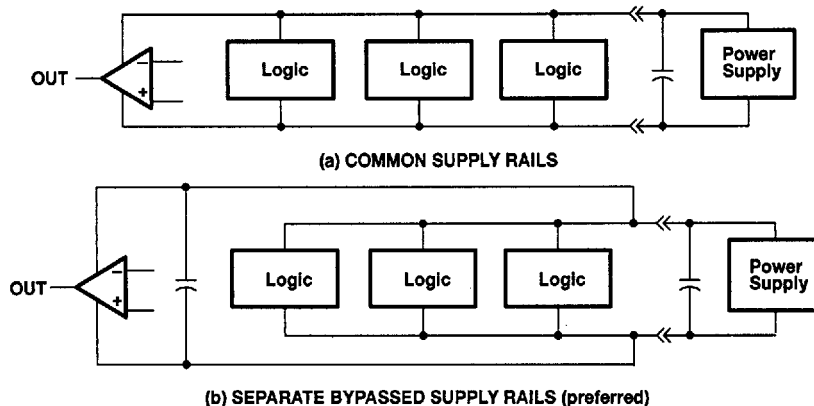 OUT
−
+
Logic
Logic
Logic
Power
Supply
(a) COMMON SUPPLY RAILS
OUT
−
+
Logic
Logic
Logic
Power
Supply
(b) SEPARATE BYPASSED SUPPLY RAILS (preferred)